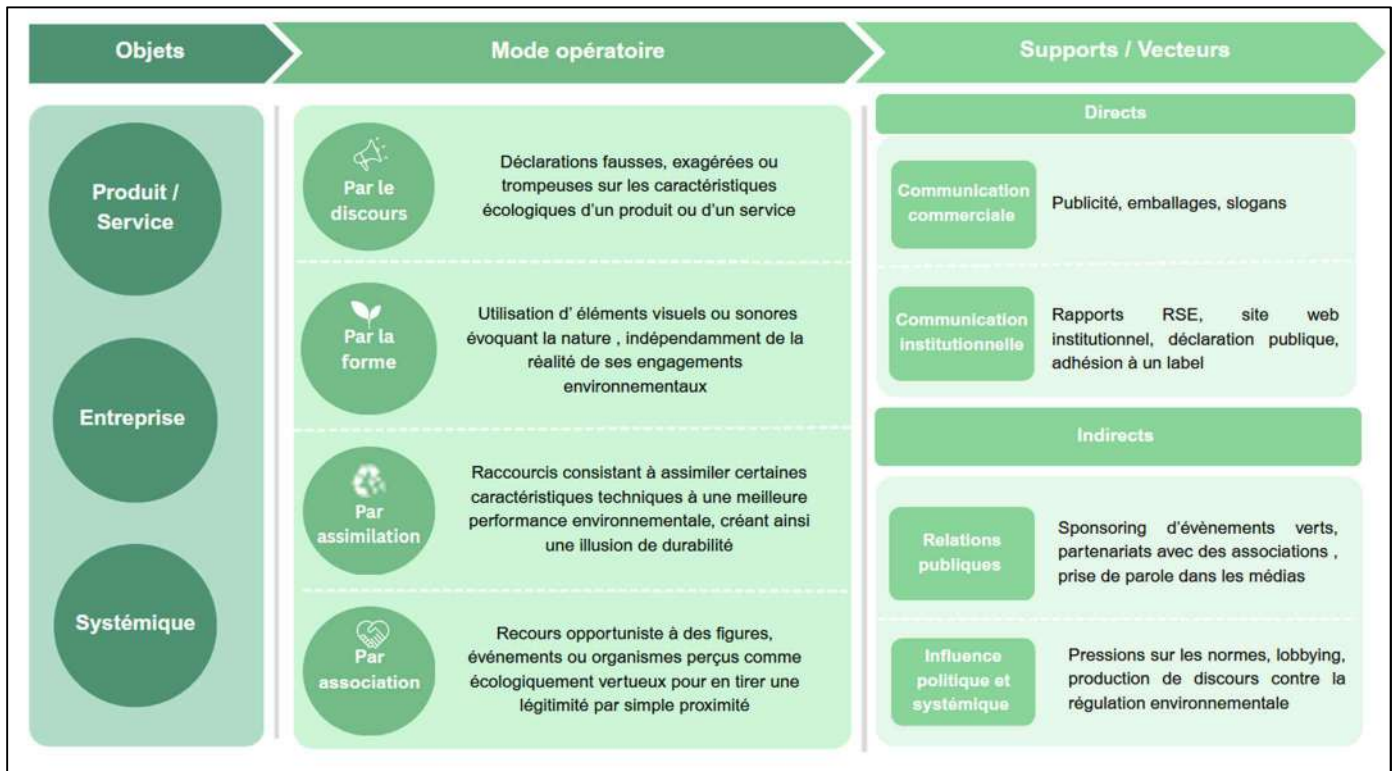 Objets
Mode opératoire
Supports / Vecteurs
Produit /
Service
Entreprise
Systémique
Par le
discours
Déclarations fausses, exagérées ou
trompeuses sur les caractéristiques
écologiques d'un produit ou d'un service
Par la
forme
Utilisation d' éléments visuels ou sonores
évoquant la nature , indépendamment de la
réalité de ses engagements
environnementaux
Par
assimilation
Raccourcis consistant à assimiler certaines
caractéristiques techniques à une meilleure
performance environnementale, créant ainsi
une illusion de durabilité
Par
association
Recours opportuniste à des figures,
événements ou organismes perçus comme
écologiquement vertueux pour en tirer une
légitimité par simple proximité
Directs
Communication
commerciale
Publicité, emballages, slogans
Communication
institutionnelle
Rapports RSE, site web
institutionnel, déclaration publique,
adhésion à un label
Indirects
Relations
publiques
Sponsoring d'évènements verts,
partenariats avec des associations ,
prise de parole dans les médias
Influence
politique et
systémique
Pressions sur les normes, lobbying,
production de discours contre la
régulation environnementale